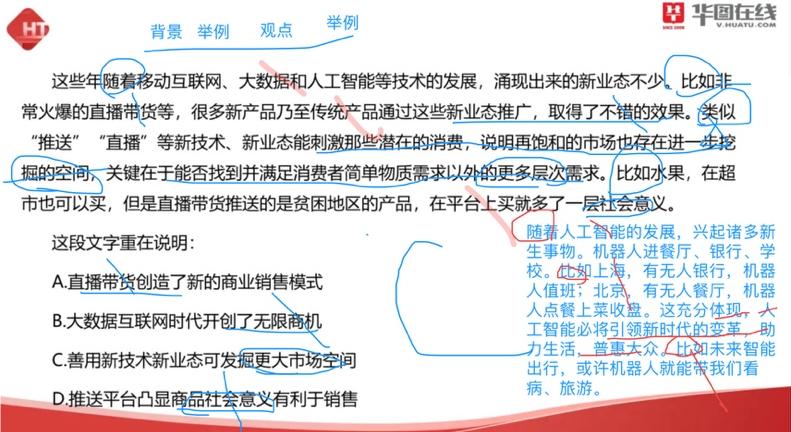 HT
华图在线
V.HUATU.COM
背景 举例 观点 举例
这些年随着移动互联网、大数据和人工智能等技术的发展，涌现出来的新业态不少。比如非
常火爆的直播带货等，很多新产品乃至传统产品通过这些新业态推广，取得了不错的效果。类似
“推送”“直播”等新技术、新业态能刺激那些潜在的消费，说明再饱和的市场也存在进一步挖
掘的空间，关键在于能否找到并满足消费者简单物质需求以外的更多层次需求。比如水果，在超
市也可以买，但是直播带货推送的是贫困地区的产品，在平台上买就多了一层社会意义。
这段文字重在说明：
A.直播带货创造了新的商业销售模式
B.大数据互联网时代开创了无限商机
C.善用新技术新业态可发掘更大市场空间
D.推送平台凸显商品社会意义有利于销售
随着人工智能的发展，兴起诸多新
生事物。机器人进餐厅、银行、学
校。比如上海，有无人银行，机器
人值班；北京，有无人餐厅，机器
人点餐上菜收盘。这充分体现，人
工智能必将引领新时代的变革，助
力生活，普惠大众。比如未来智能
出行，或许机器人就能带我们看
病、旅游。